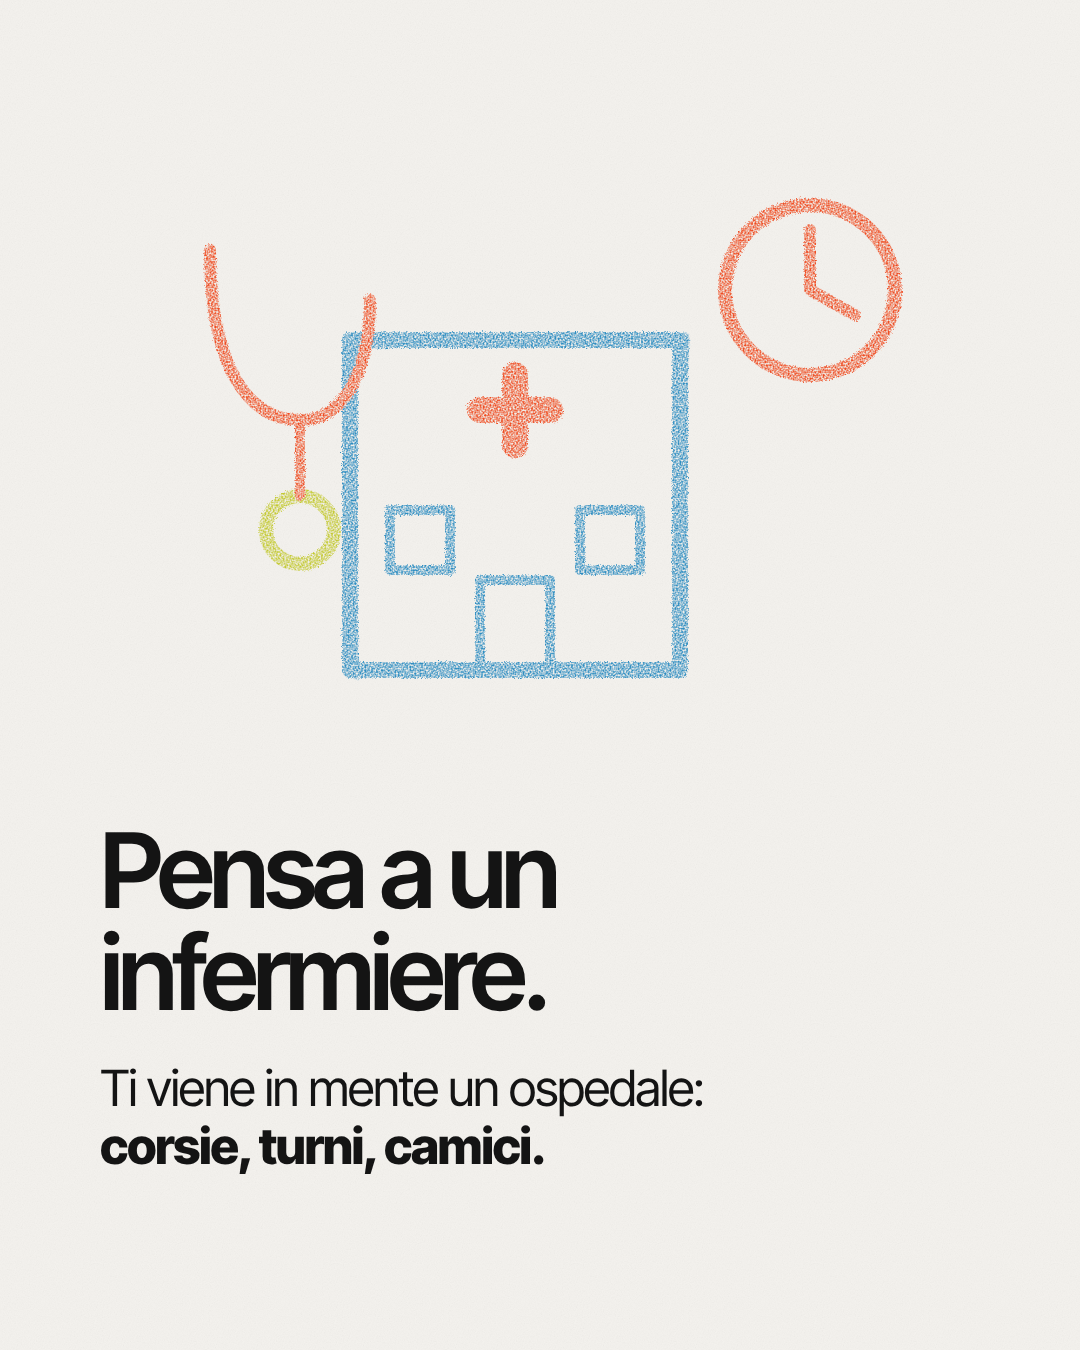 Pensa a un
infermiere.
Ti viene in mente un ospedale:
corsie, turni, camici.